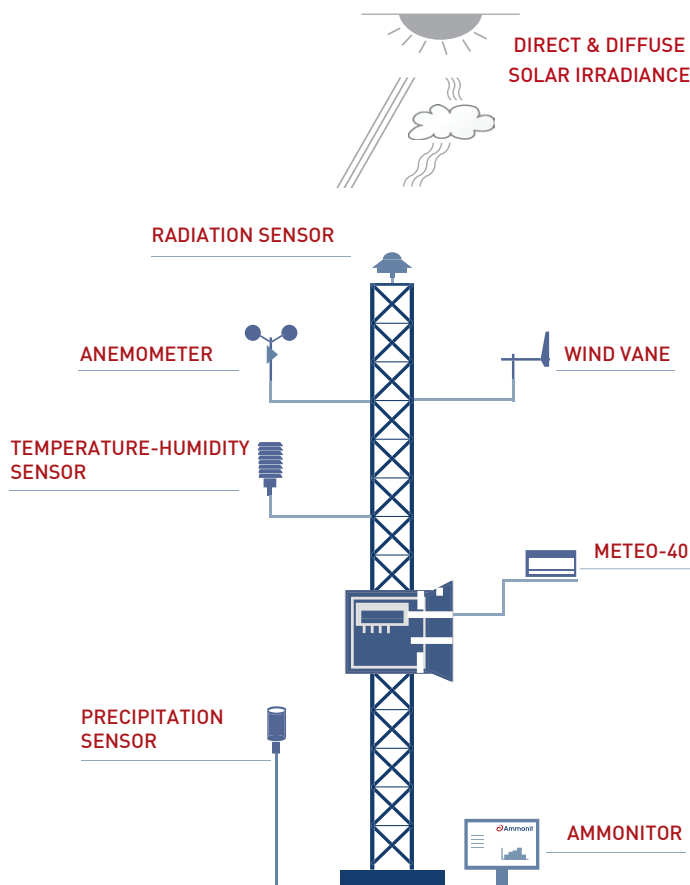 DIRECT & DIFFUSE
SOLAR IRRADIANCE
RADIATION SENSOR
ANEMOMETER
WIND VANE
TEMPERATURE-HUMIDITY
SENSOR
METEO-40
PRECIPITATION
SENSOR
Ammonit
AMMONITOR